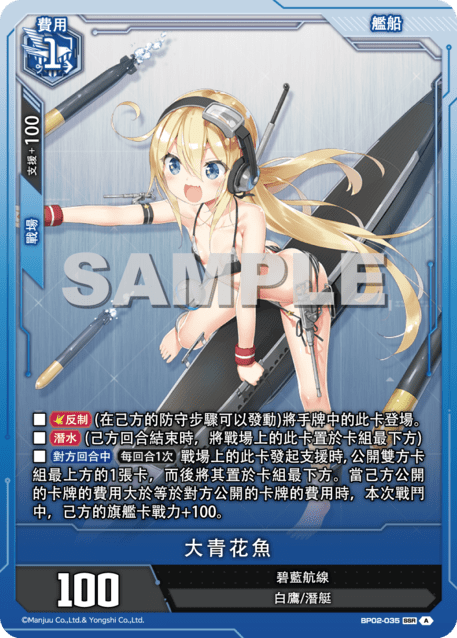 費用
1
艦船
支援+100
戰場
SAMPLE
■ 反制 (在己方的防守步驟可以發動)將手牌中的此卡登場。
■ 潛水 (己方回合結束時，將戰場上的此卡置於卡組最下方)
■ 對方回合中 每回合1次 戰場上的此卡發起支援時,公開雙方卡
組最上方的1張卡，而後將其置於卡組最下方。當己方公開
的卡牌的費用大於等於對方公開的卡牌的費用時，本次戰鬥
中，己方的旗艦卡戰力+100。
大青花魚
100
碧藍航線
白鷹/潛艇
©Manjuu Co.,Ltd.& Yongshi Co.,Ltd.
BP02-035 SSR A